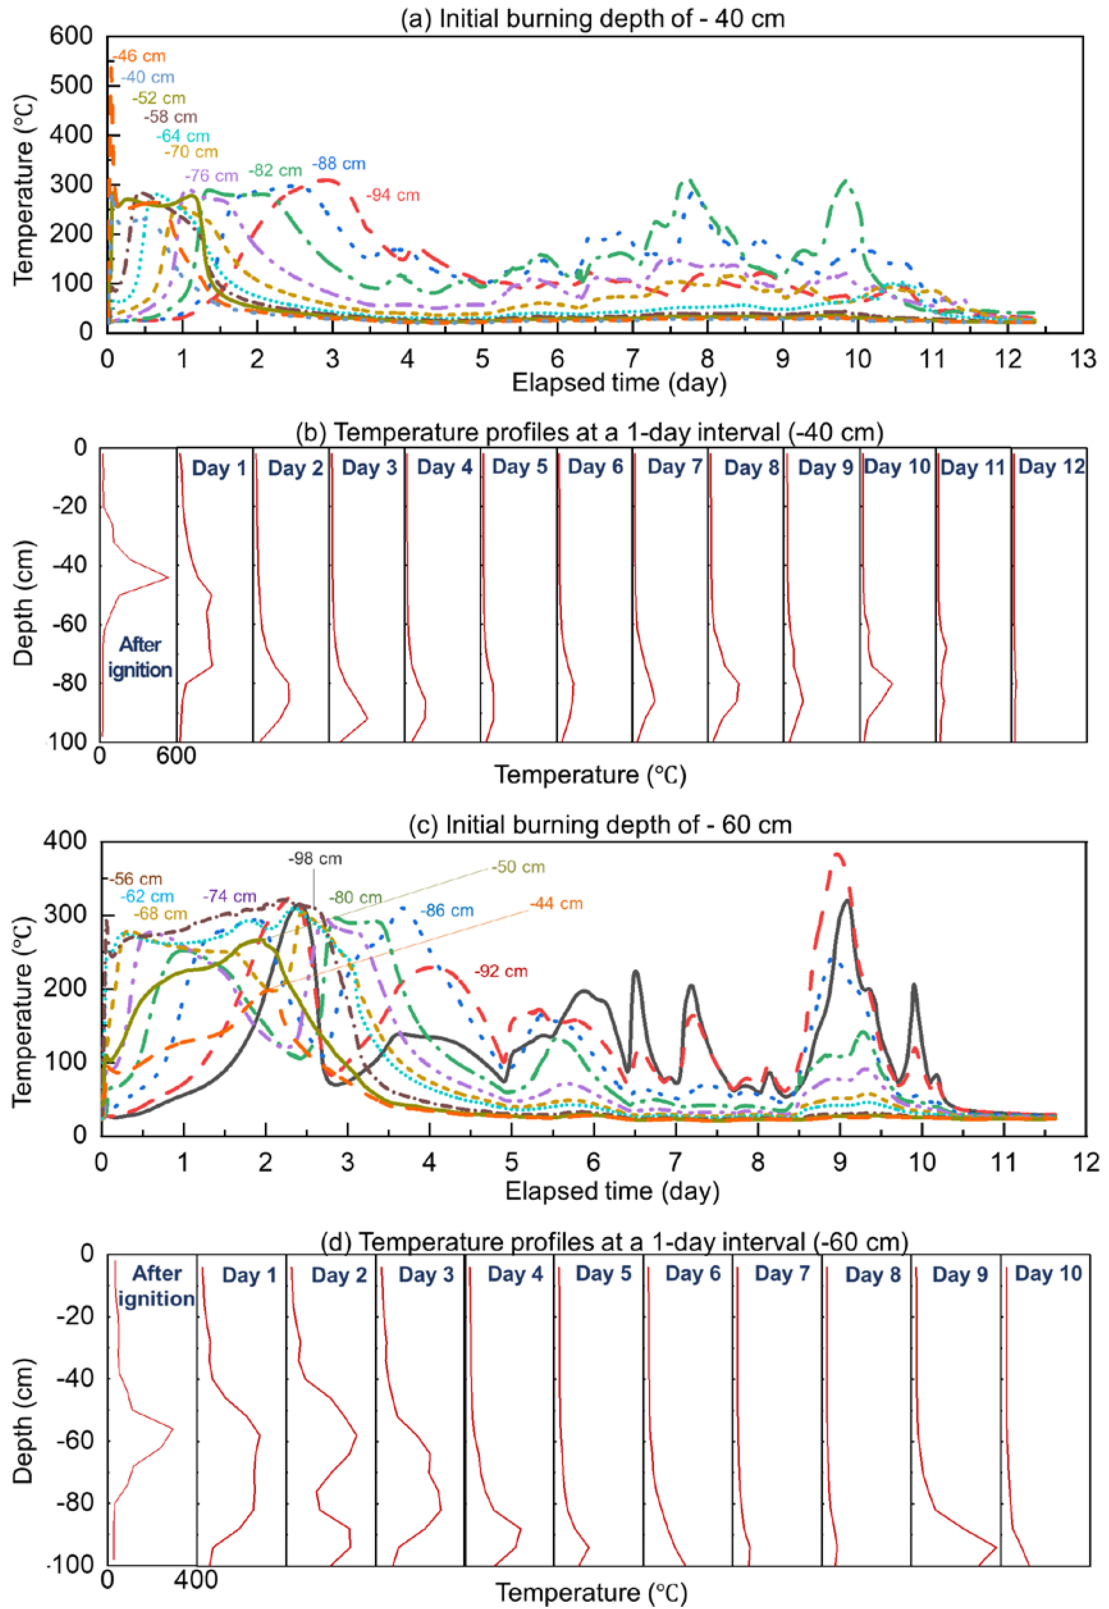 (a) Initial burning depth of - 40 cm
600
500
400
300
200
100
0
Temperature (℃)
-46 cm
-40 cm
-52 cm
-58 cm
-64 cm
-70 cm
-76 cm
-82 cm
-88 cm
-94 cm
0 1 2 3 4 5 6 7 8 9 10 11 12 13
Elapsed time (day)
(b) Temperature profiles at a 1-day interval (-40 cm)
0
-20
-40
-60
-80
-100
Depth (cm)
After
ignition
Day 1 Day 2 Day 3 Day 4 Day 5 Day 6 Day 7 Day 8 Day 9 Day 10 Day 11 Day 12
0 600
Temperature (℃)
(c) Initial burning depth of - 60 cm
400
300
200
100
0
Temperature (℃)
-98 cm
-50 cm
-56 cm
-62 cm
-74 cm
-80 cm
-44 cm
-68 cm
-86 cm
-92 cm
0 1 2 3 4 5 6 7 8 9 10 11 12
Elapsed time (day)
(d) Temperature profiles at a 1-day interval (-60 cm)
0
-20
-40
-60
-80
-100
Depth (cm)
After
ignition
Day 1 Day 2 Day 3 Day 4 Day 5 Day 6 Day 7 Day 8 Day 9 Day 10
0 400
Temperature (℃)